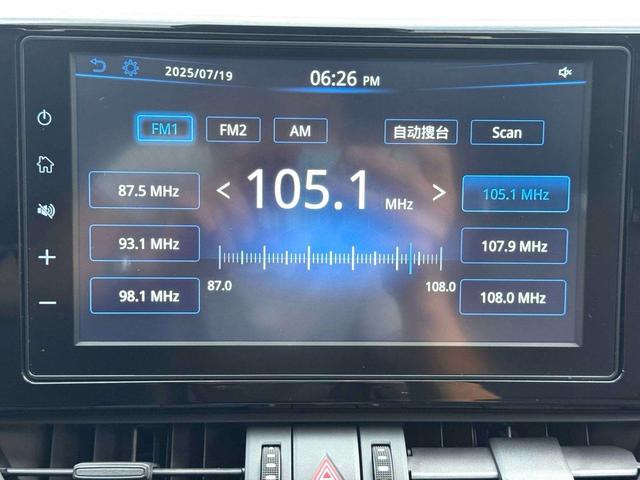 2025/07/19
06:26 PM
FM1
FM2
AM
自动搜台
Scan
87.5 MHz
105.1 MHz
105.1 MHz
93.1 MHz
107.9 MHz
87.0
108.0
98.1 MHz
108.0 MHz